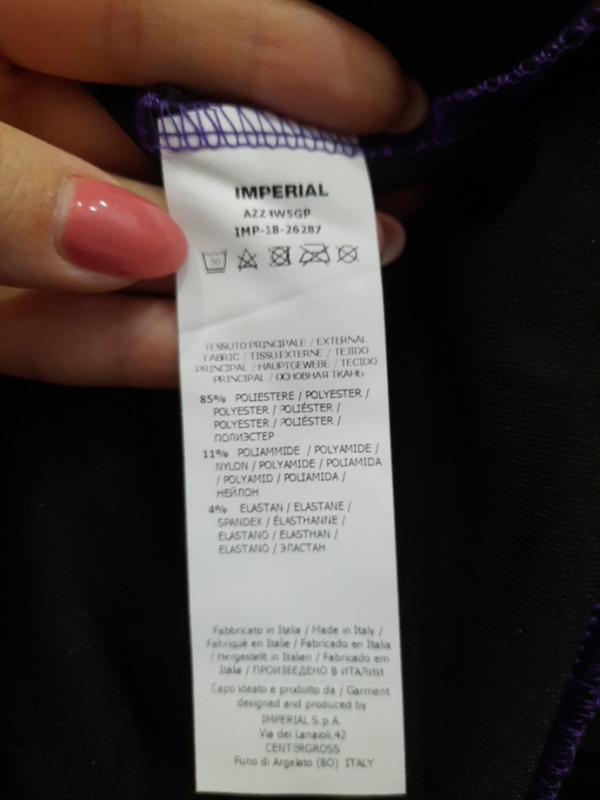 IMPERIAL
AZZ4WSGP
IMP-18-26287
30
TESSUTO PRINCIPALE / EXTERNAL
FABRIC / TISSU EXTERNE / TEJIDO
PRINCIPAL / HAUPTGEWEBE / TECIDO
PRINCIPAL / ОСНОВНАЯ ТКАНЬ
85% POLIESTERE / POLYESTER /
POLYESTER / POLIÉSTER /
POLYESTER / POLIÉSTER /
ПОЛИЭСТЕР
11% POLIAMMIDE / POLYAMIDE /
NYLON / POLYAMIDE / POLIAMIDA
/ POLYAMID / POLIAMIDA /
НЕЙЛОН
4% ELASTAN / ELASTANE /
SPANDEX / ÉLASTHANNE /
ELASTANO / ELASTHAN /
ELASTANO / ЭЛАСТАН
Fabbricato in Italia / Made in Italy /
Fabriqué en Italie / Fabricado en Italia
/ Hergestellt in Italien / Fabricado em
Italia / ПРОИЗВЕДЕНО В ИТАЛИИ
Capo ideato e prodotto da / Garment
designed and produced by
IMPERIAL S.p.A.
Via dei Lanaioli,42
CENTERGROSS
Funo di Argelato (BO) ITALY